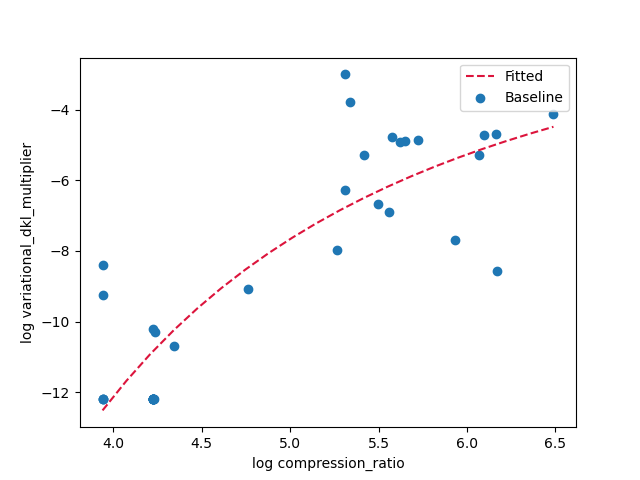 Fitted
Baseline
−4
−6
−8
−10
−12
log variational_dkl_multiplier
4.0 4.5 5.0 5.5 6.0 6.5
log compression_ratio